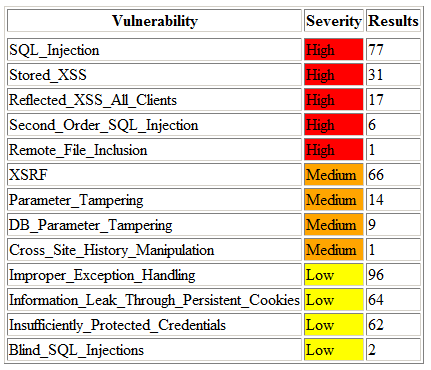 Vulnerability Severity Results
SQL_Injection High 77
Stored_XSS High 31
Reflected_XSS_All_Clients High 17
Second_Order_SQL_Injection High 6
Remote_File_Inclusion High 1
XSRF Medium 66
Parameter_Tampering Medium 14
DB_Parameter_Tampering Medium 9
Cross_Site_History_Manipulation Medium 1
Improper_Exception_Handling Low 96
Information_Leak_Through_Persistent_Cookies Low 64
Insufficiently_Protected_Credentials Low 62
Blind_SQL_Injections Low 2